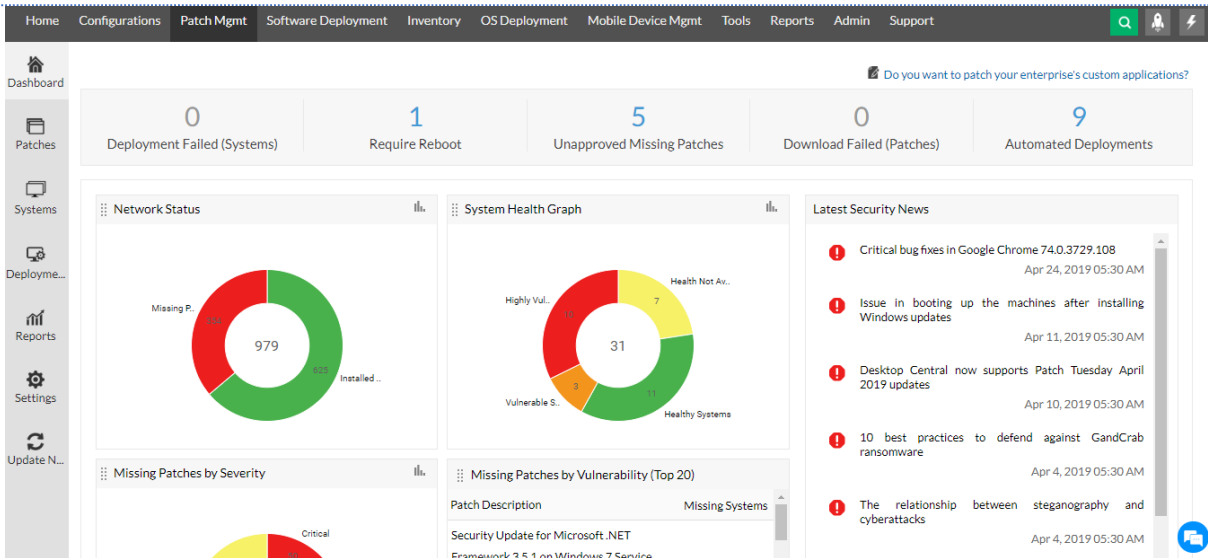 Home Configurations Patch Mgmt Software Deployment Inventory OS Deployment Mobile Device Mgmt Tools Reports Admin Support
Dashboard
Patches
Systems
Deployme...
Reports
Settings
Update N...
Do you want to patch your enterprise's custom applications?
0
Deployment Failed (Systems)
1
Require Reboot
5
Unapproved Missing Patches
0
Download Failed (Patches)
9
Automated Deployments
Network Status
Missing P..
979
625
Installed ..
System Health Graph
Highly Vul..
Health Not Av..
7
31
3
11
Vulnerable S..
Healthy Systems
Latest Security News
Critical bug fixes in Google Chrome 74.0.3729.108
Apr 24, 2019 05:30 AM
Issue in booting up the machines after installing
Windows updates
Apr 11, 2019 05:30 AM
Desktop Central now supports Patch Tuesday April
2019 updates
Apr 10, 2019 05:30 AM
10 best practices to defend against GandCrab
ransomware
Apr 4, 2019 05:30 AM
The relationship between steganography and
cyberattacks
Apr 4, 2019 05:30 AM
Missing Patches by Severity
Critical
Missing Patches by Vulnerability (Top 20)
Patch Description Missing Systems
Security Update for Microsoft .NET
Framework 3.5.1 on Windows 7 Service